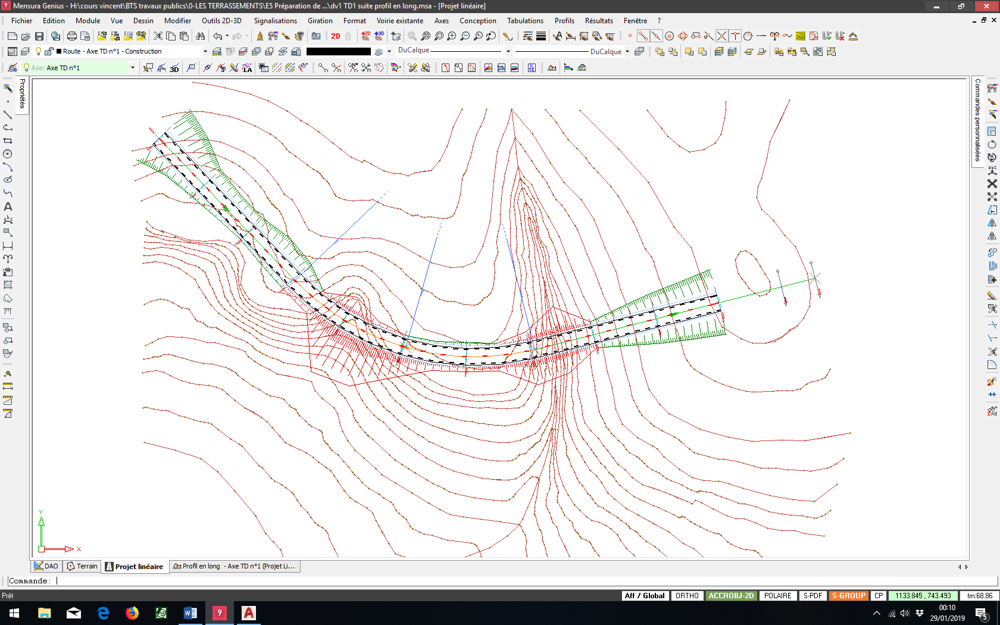 9 Mensura Genius - H:\cours vincent\BTS travaux publics\0-LES TERRASSEMENTS\E5 Préparation de ...\dv1 TD1 suite profil en long.msa - [Projet linéaire]
Fichier Edition Module Vue Dessin Modifier Outils 2D-3D Signalisations Giration Format Voirie existante Axes Conception Tabulations Profils Résultats Fenêtre ?
Aff 2D
Route - Axe TD n°1 - Construction DuCalque DuCalque
Axe: Axe TD n°1 3D
Propriétés
Commandes personnalisées
Y
X
DAO Terrain Projet linéaire Profil en long - Axe TD n°1 (Projet Li...
Commande:
Prêt Aff / Global ORTHO ACCROBJ-2D POLAIRE S-PDF S-GROUP CP 1133.845 , 743.493 trn:68.86
00:10
29/01/2019
5